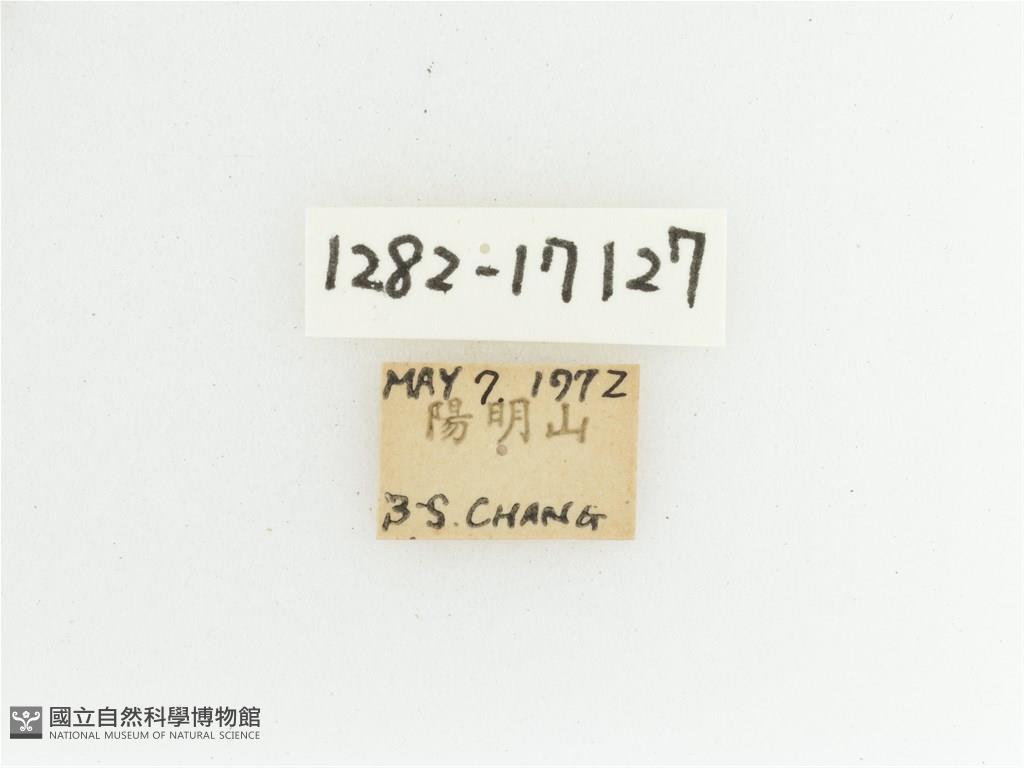 1282-17127
MAY 7. 1972
陽明山
B-S. CHANG
國立自然科學博物館
NATIONAL MUSEUM OF NATURAL SCIENCE